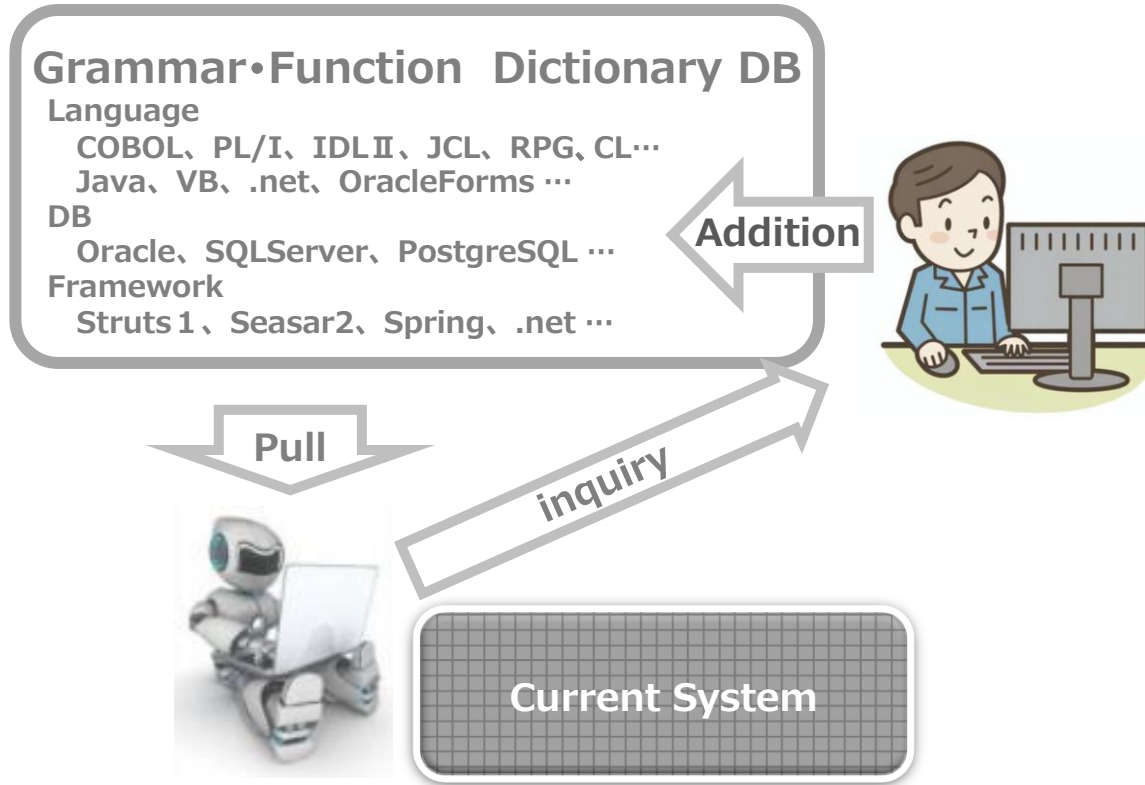 Grammar・Function Dictionary DB
Language
COBOL、PL/I、IDLⅡ、JCL、RPG、CL…
Java、VB、.net、OracleForms …
DB
Oracle、SQLServer、PostgreSQL …
Framework
Struts１、Seasar2、Spring、.net …
Addition
Pull
inquiry
Current System